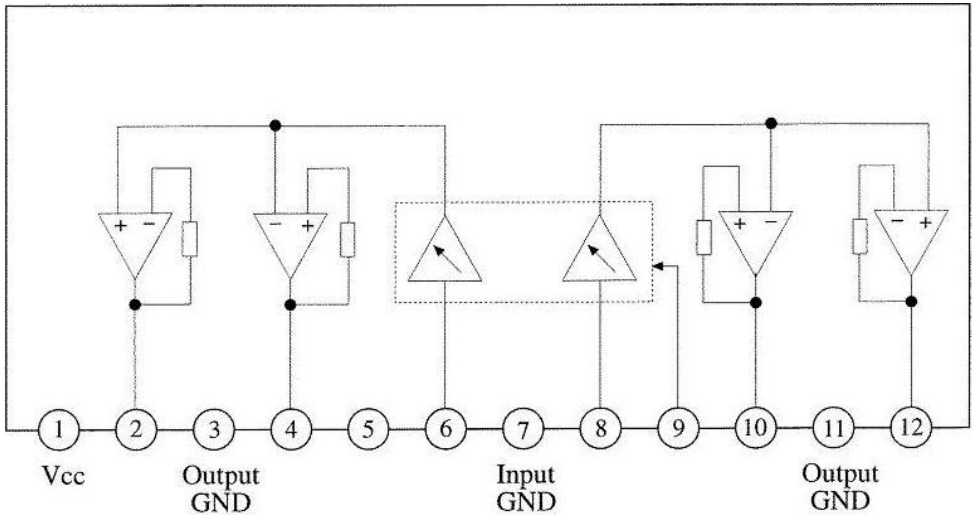 + − − + + − − +
1 2 3 4 5 6 7 8 9 10 11 12
Vcc Output Input Output
GND GND GND